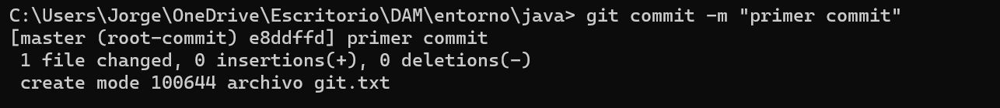 C:\Users\Jorge\OneDrive\Escritorio\DAM\entorno\java> git commit -m "primer commit"
[master (root-commit) e8ddffd] primer commit
 1 file changed, 0 insertions(+), 0 deletions(-)
 create mode 100644 archivo git.txt